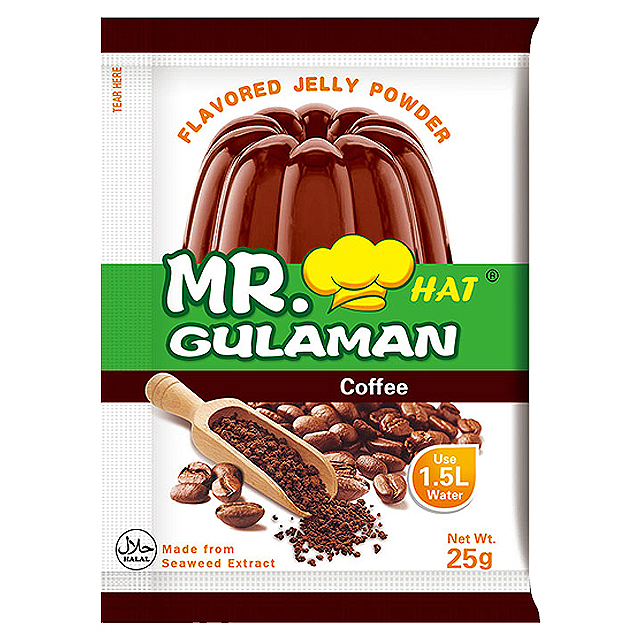 TEAR HERE
FLAVORED JELLY POWDER
MR. HAT ®
GULAMAN
Coffee
Use
1.5L
Water
حلال
HALAL
Made from
Seaweed Extract
Net Wt.
25g